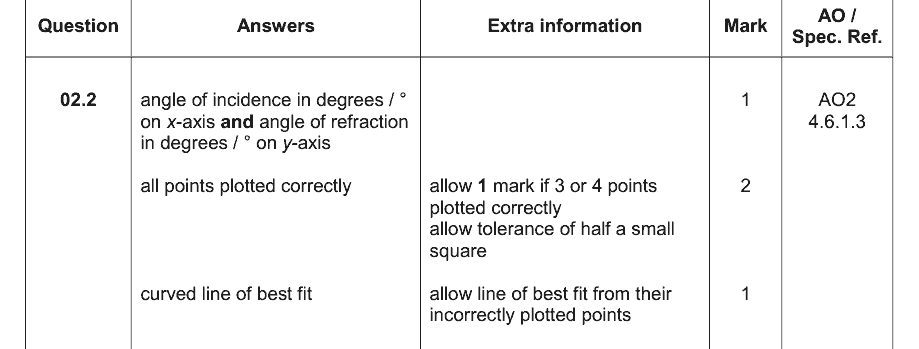 Question Answers Extra information Mark AO /
Spec. Ref.
02.2 angle of incidence in degrees / ° 1 AO2
on x-axis and angle of refraction 4.6.1.3
in degrees / ° on y-axis
all points plotted correctly allow 1 mark if 3 or 4 points 2
plotted correctly
allow tolerance of half a small
square
curved line of best fit allow line of best fit from their 1
incorrectly plotted points